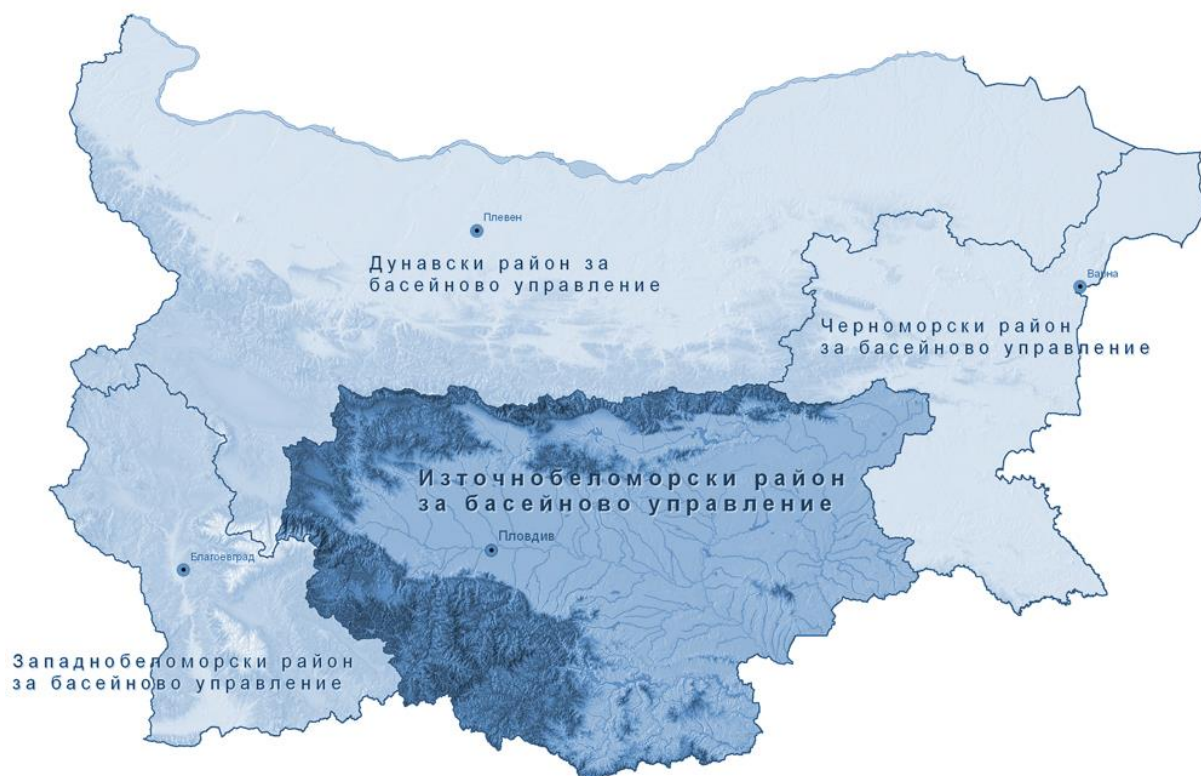 Плевен
Дунавски район за
басейново управление
Варна
Черноморски район
за басейново управление
Източнобеломорски район
за басейново управление
Пловдив
Благоевград
Западнобеломорски район
за басейново управление